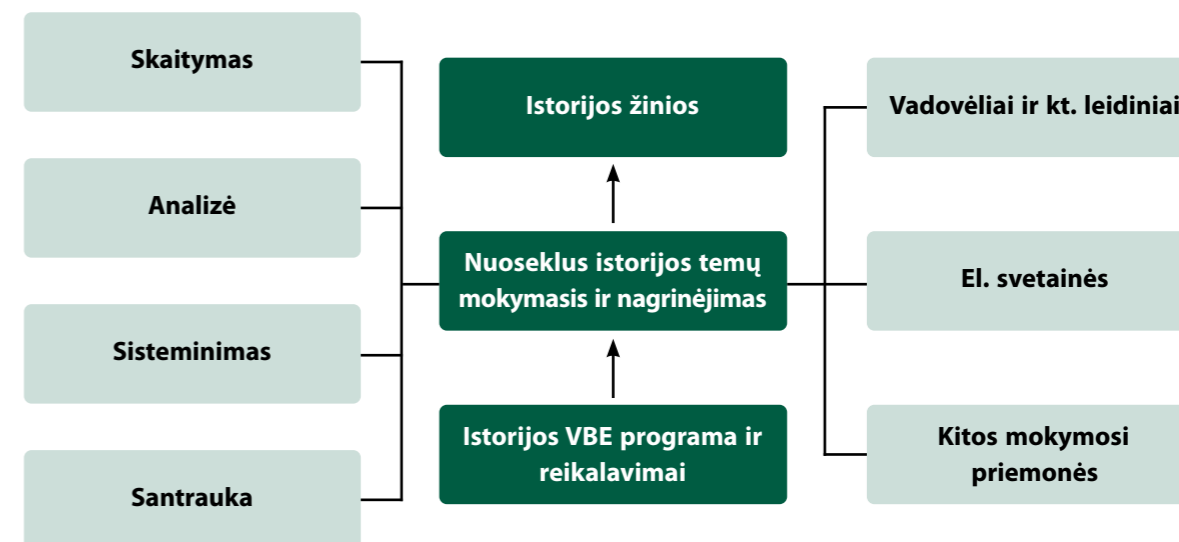 Skaitymas
Analizė
Sisteminimas
Santrauka
Istorijos žinios
Nuoseklus istorijos temų
mokymasis ir nagrinėjimas
Istorijos VBE programa ir
reikalavimai
Vadovėliai ir kt. leidiniai
El. svetainės
Kitos mokymosi
priemonės